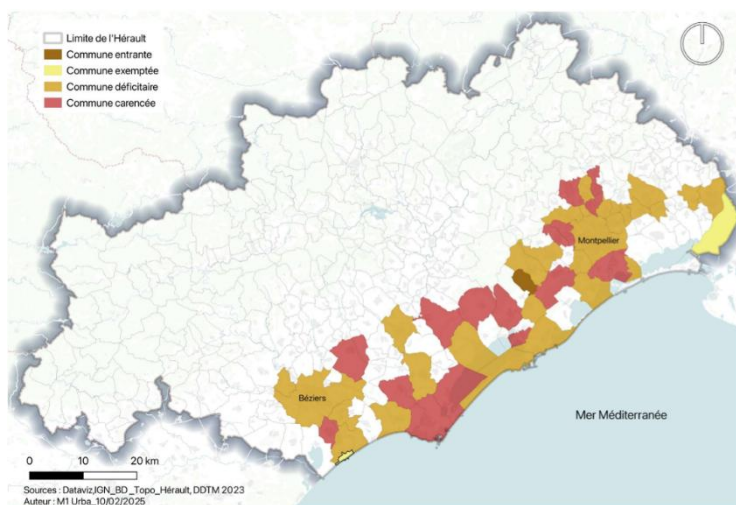 Limite de l'Hérault
Commune entrante
Commune exemptée
Commune déficitaire
Commune carencée
Montpellier
Béziers
Mer Méditerranée
0 10 20 km
Sources : Dataviz,IGN_BD_Topo_Hérault, DDTM 2023
Auteur : M1 Urba_10/02/2025